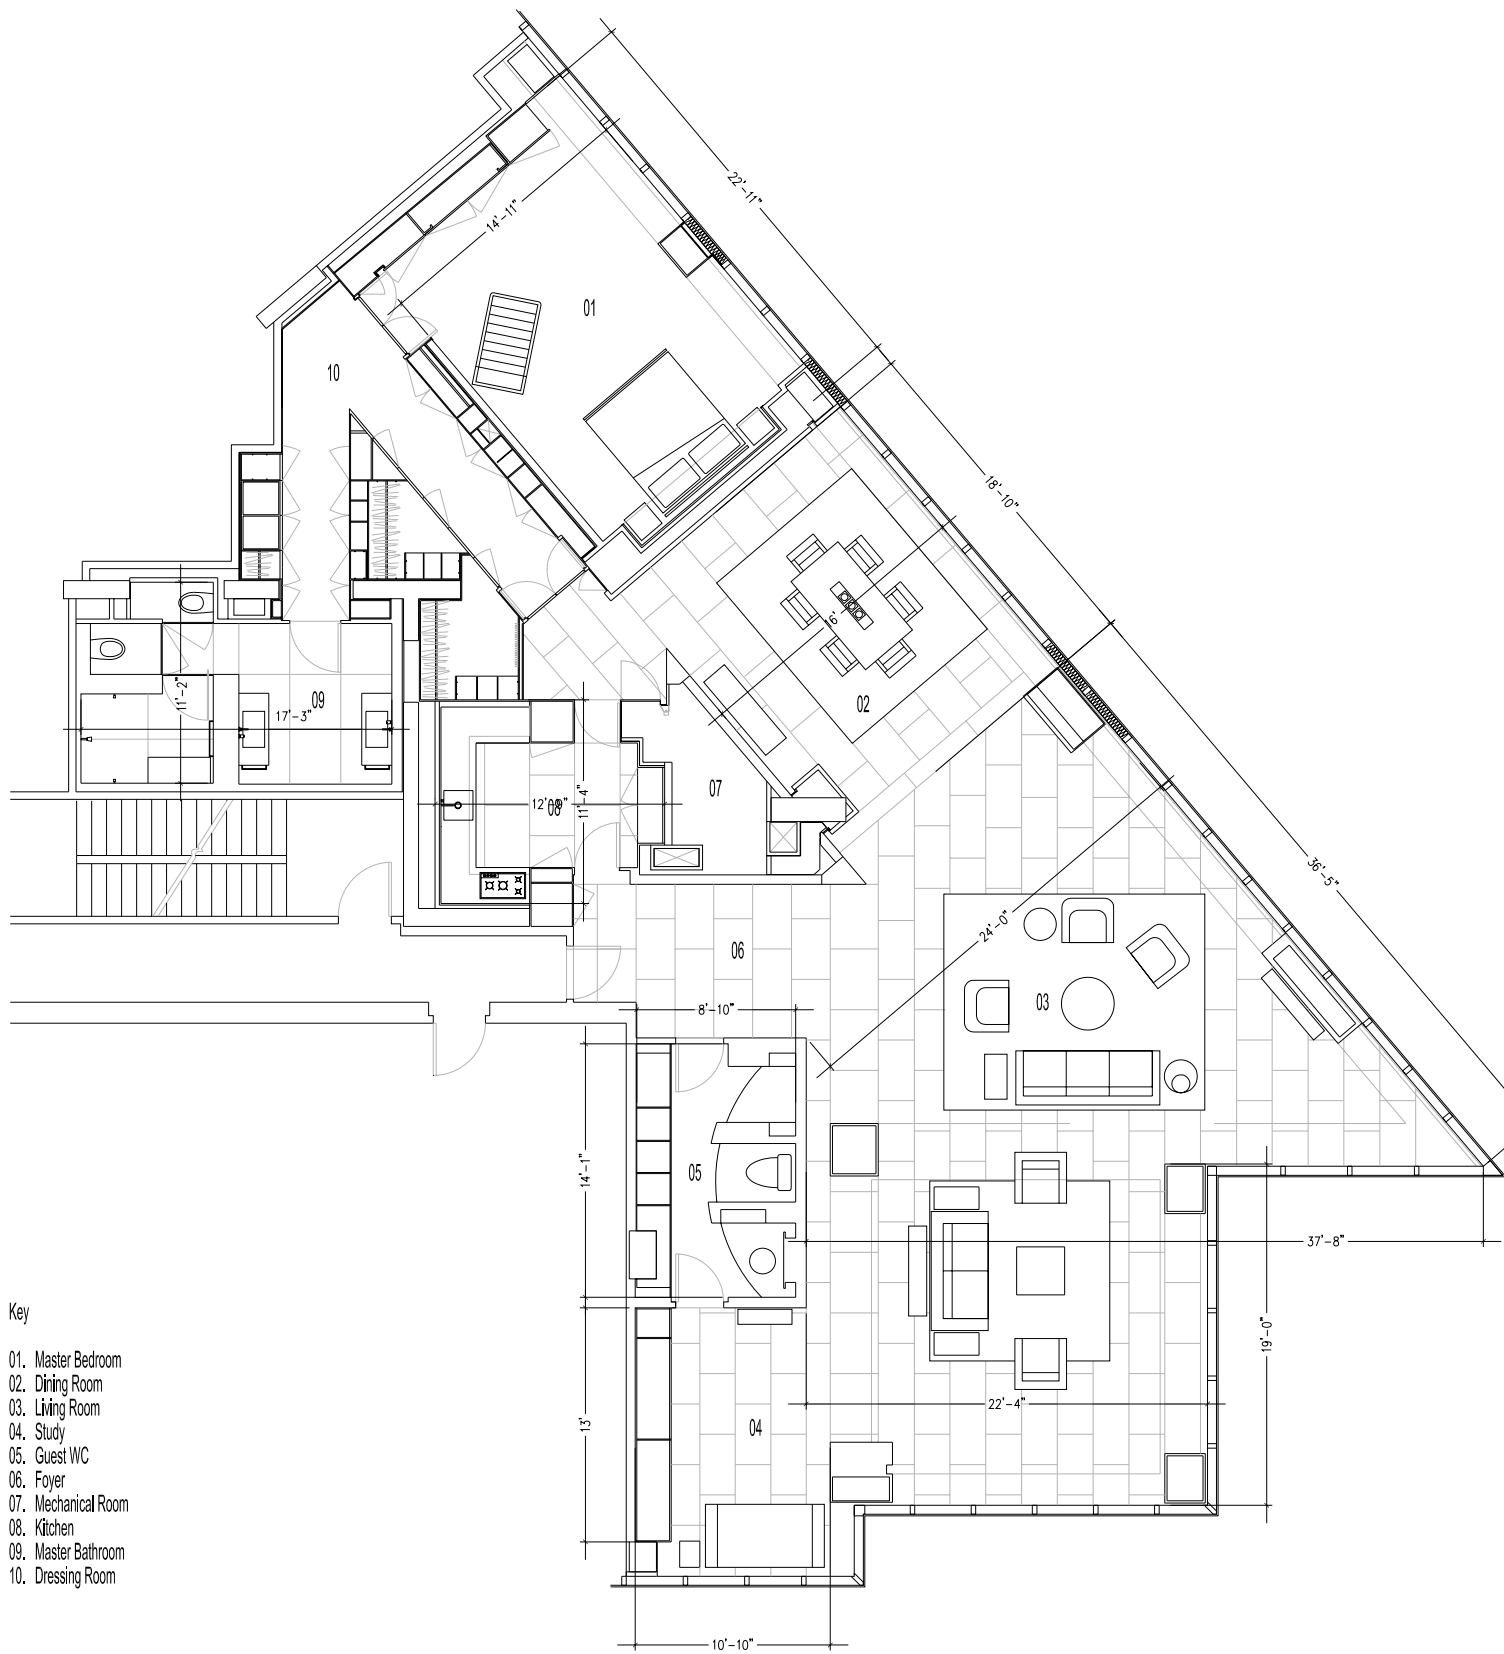 22'-11"
14'-11"
01
10
18'-10"
02
09
11'-2"
17'-3"
07
12'-9"
08
11'-4"
36'-5"
24'-0"
06
03
8'-10"
05
14'-1"
37'-8"
19'-0"
22'-4"
13'
04
10'-10"
Key
01. Master Bedroom
02. Dining Room
03. Living Room
04. Study
05. Guest WC
06. Foyer
07. Mechanical Room
08. Kitchen
09. Master Bathroom
10. Dressing Room